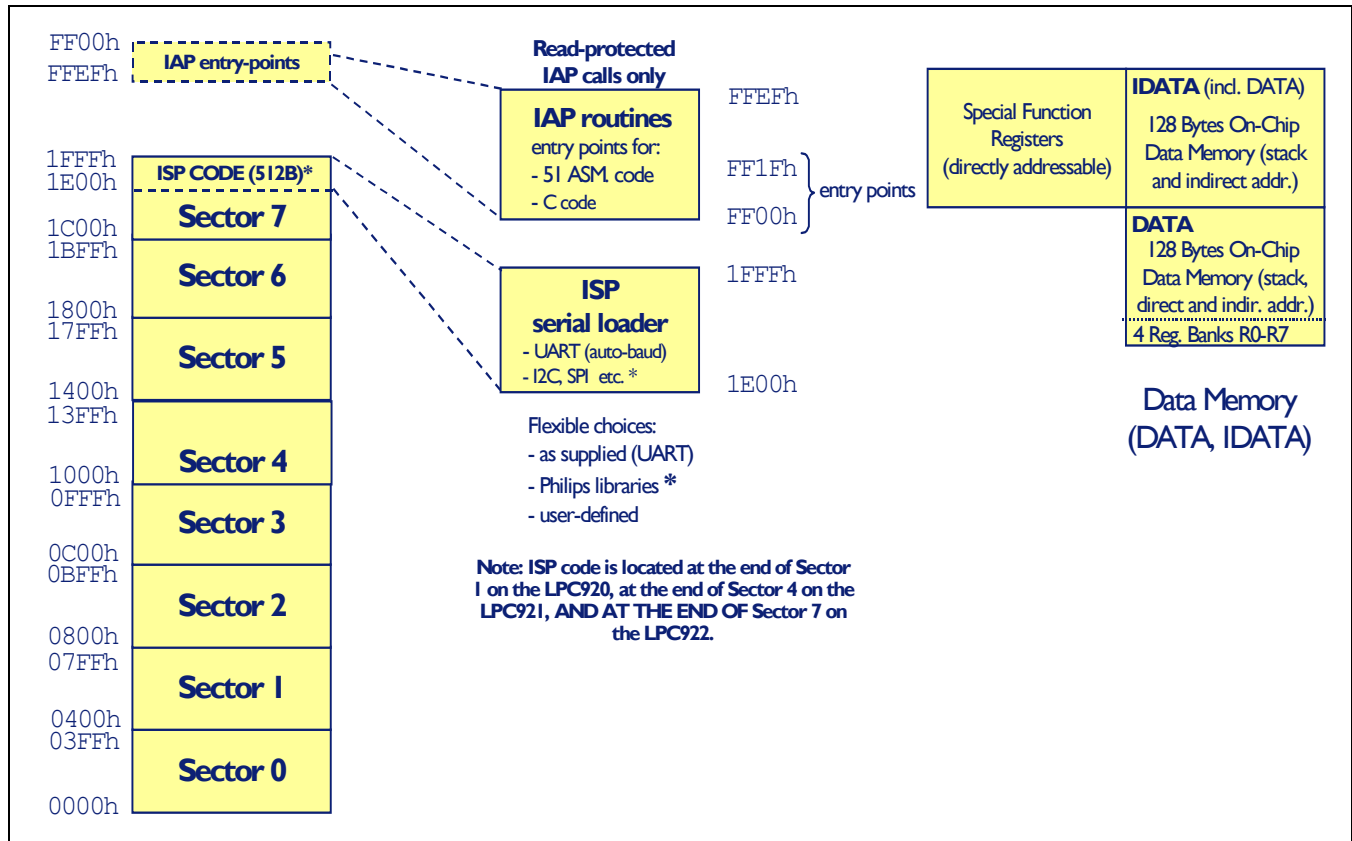 FF00h
FFEFh
IAP entry-points
1FFFh
1E00h
ISP CODE (512B)*
Sector 7
1C00h
1BFFh
Sector 6
1800h
17FFh
Sector 5
1400h
13FFh
Sector 4
1000h
0FFFh
Sector 3
0C00h
0BFFh
Sector 2
0800h
07FFh
Sector 1
0400h
03FFh
Sector 0
0000h
Read-protected
IAP calls only
IAP routines
entry points for:
- 51 ASM. code
- C code
FFEFh
FF1Fh
FF00h
entry points
ISP
serial loader
- UART (auto-baud)
- I2C, SPI etc. *
1FFFh
1E00h
Flexible choices:
- as supplied (UART)
- Philips libraries *
- user-defined
Note: ISP code is located at the end of Sector
1 on the LPC920, at the end of Sector 4 on the
LPC921, AND AT THE END OF Sector 7 on
the LPC922.
Special Function
Registers
(directly addressable)
IDATA (incl. DATA)
128 Bytes On-Chip
Data Memory (stack
and indirect addr.)
DATA
128 Bytes On-Chip
Data Memory (stack,
direct and indir. addr.)
4 Reg. Banks R0-R7
Data Memory
(DATA, IDATA)